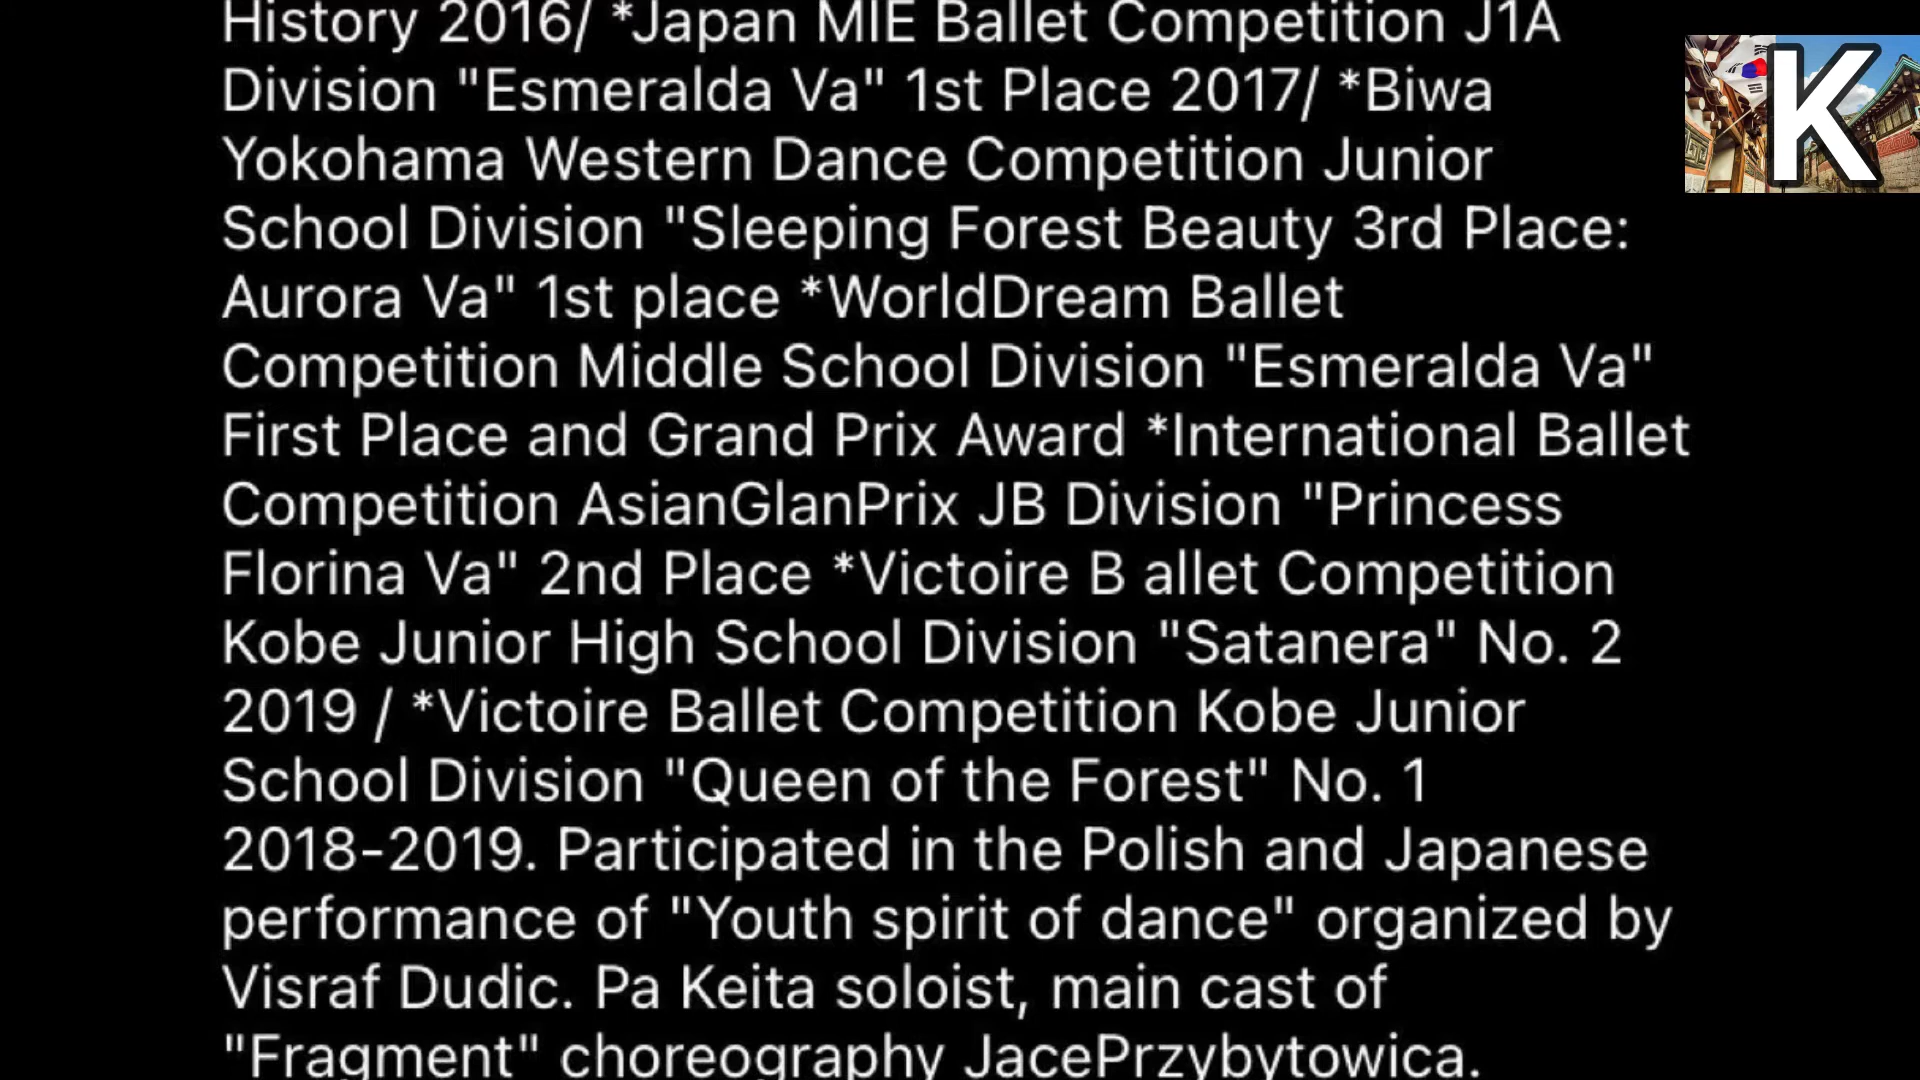 History 2016/ *Japan MIE Ballet Competition J1A
Division "Esmeralda Va" 1st Place 2017/ *Biwa
Yokohama Western Dance Competition Junior
School Division "Sleeping Forest Beauty 3rd Place:
Aurora Va" 1st place *WorldDream Ballet
Competition Middle School Division "Esmeralda Va"
First Place and Grand Prix Award *International Ballet
Competition AsianGlanPrix JB Division "Princess
Florina Va" 2nd Place *Victoire B allet Competition
Kobe Junior High School Division "Satanera" No. 2
2019 / *Victoire Ballet Competition Kobe Junior
School Division "Queen of the Forest" No. 1
2018-2019. Participated in the Polish and Japanese
performance of "Youth spirit of dance" organized by
Visraf Dudic. Pa Keita soloist, main cast of
"Fragment" choreography JacePrzybytowica.
K